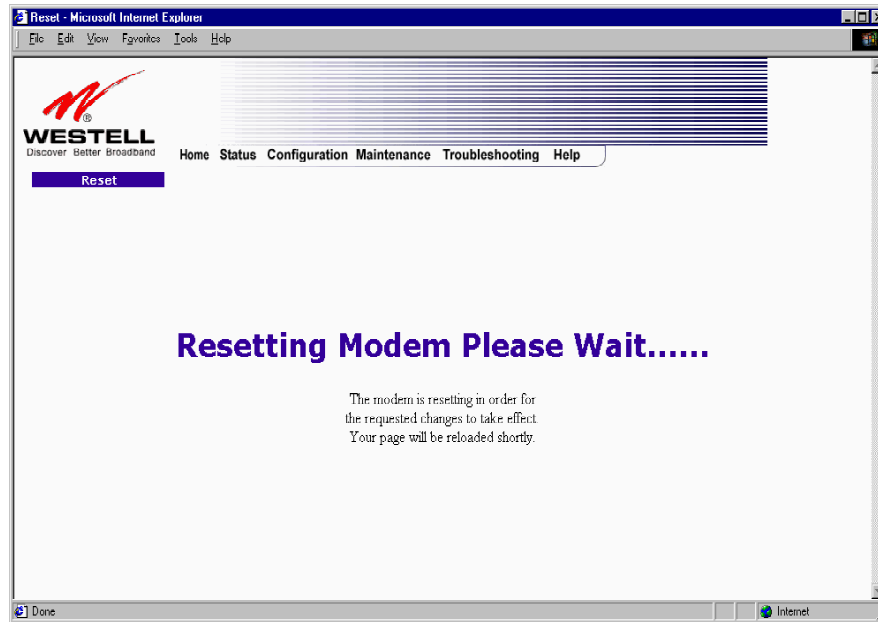 Reset - Microsoft Internet Explorer
File Edit View Favorites Tools Help
WESTELL
®
Discover Better Broadband
Home Status Configuration Maintenance Troubleshooting Help
Reset
Resetting Modem Please Wait......
The modem is resetting in order for
the requested changes to take effect.
Your page will be reloaded shortly.
Done
Internet